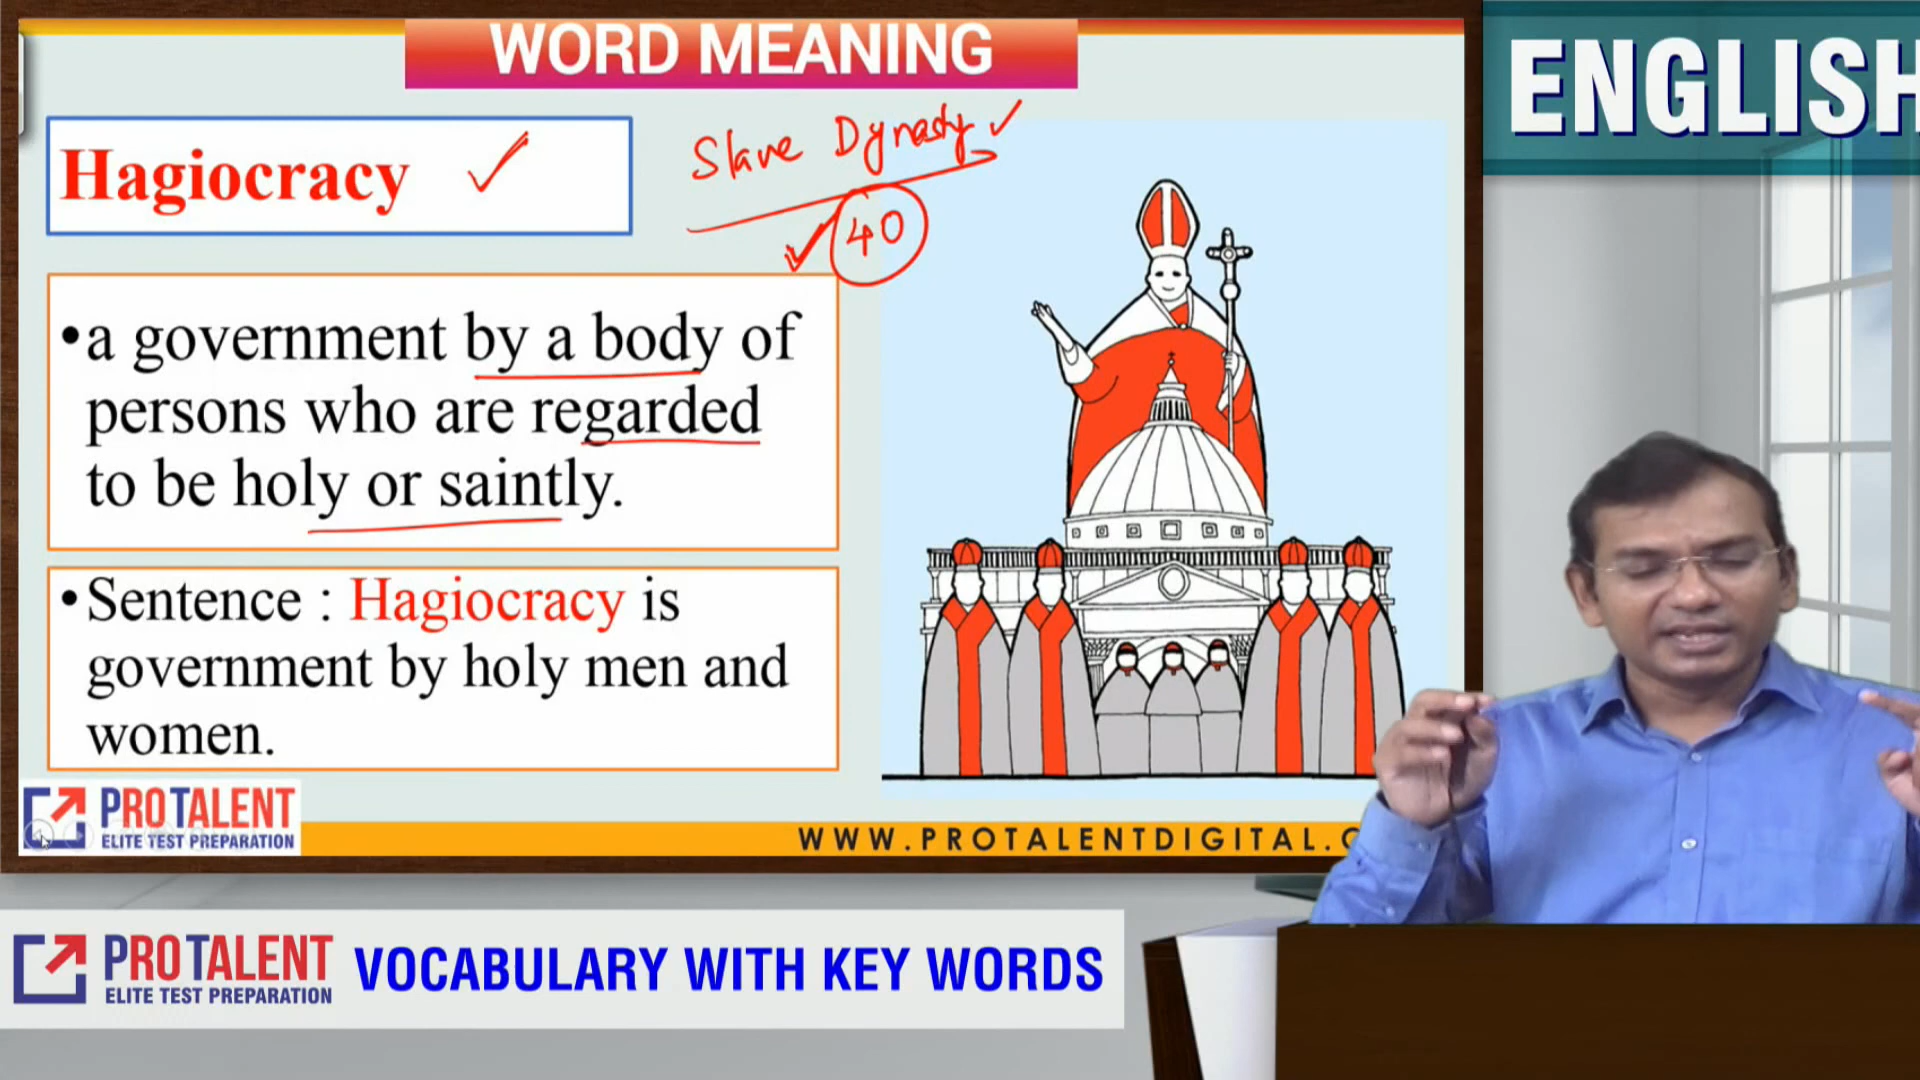 WORD MEANING
ENGLISH
Hagiocracy
Slave Dynasty
40
•a government by a body of
persons who are regarded
to be holy or saintly.
•Sentence : Hagiocracy is
government by holy men and
women.
PROTALENT
ELITE TEST PREPARATION
WWW.PROTALENTDIGITAL.C
PROTALENT
ELITE TEST PREPARATION
VOCABULARY WITH KEY WORDS